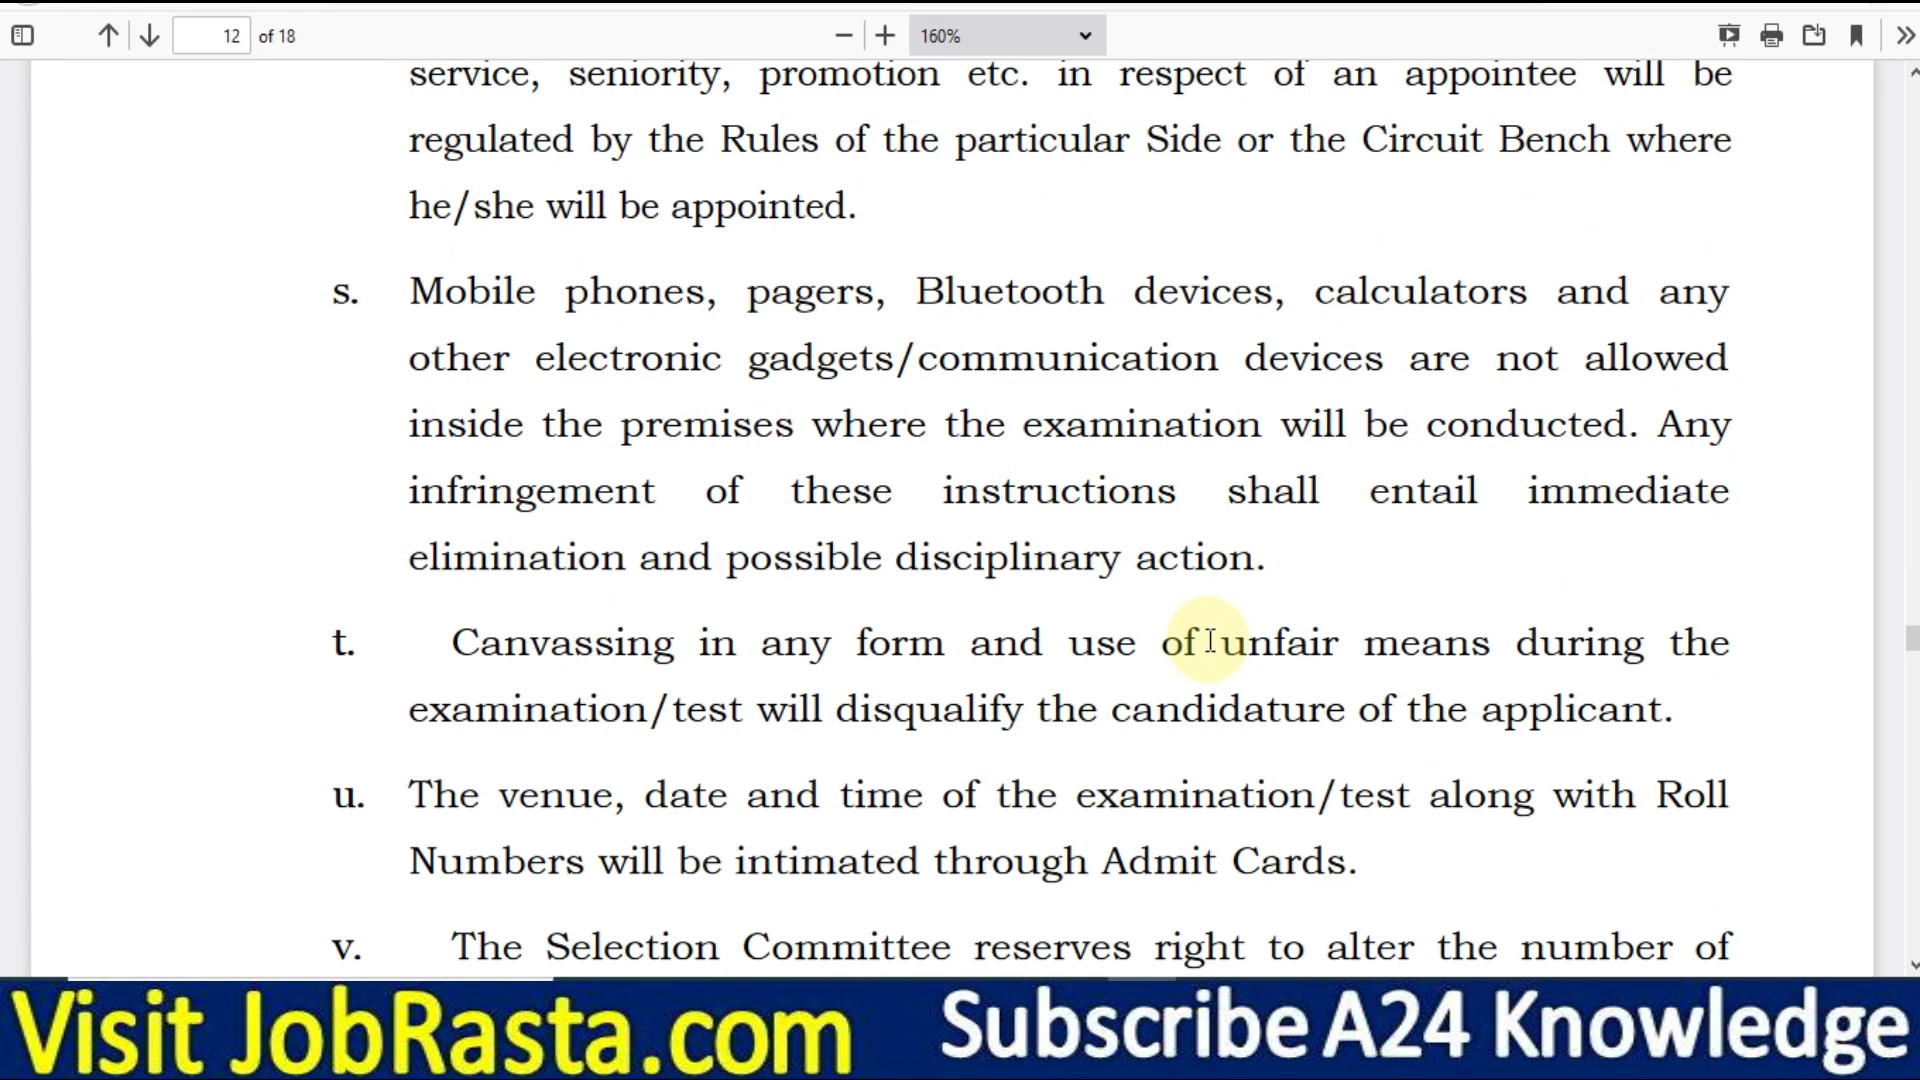 12 of 18
160%
service, seniority, promotion etc. in respect of an appointee will be
regulated by the Rules of the particular Side or the Circuit Bench where
he/she will be appointed.
s. Mobile phones, pagers, Bluetooth devices, calculators and any
other electronic gadgets/communication devices are not allowed
inside the premises where the examination will be conducted. Any
infringement of these instructions shall entail immediate
elimination and possible disciplinary action.
t. Canvassing in any form and use of unfair means during the
examination/test will disqualify the candidature of the applicant.
u. The venue, date and time of the examination/test along with Roll
Numbers will be intimated through Admit Cards.
v. The Selection Committee reserves right to alter the number of
Visit JobRasta.com Subscribe A24 Knowledge